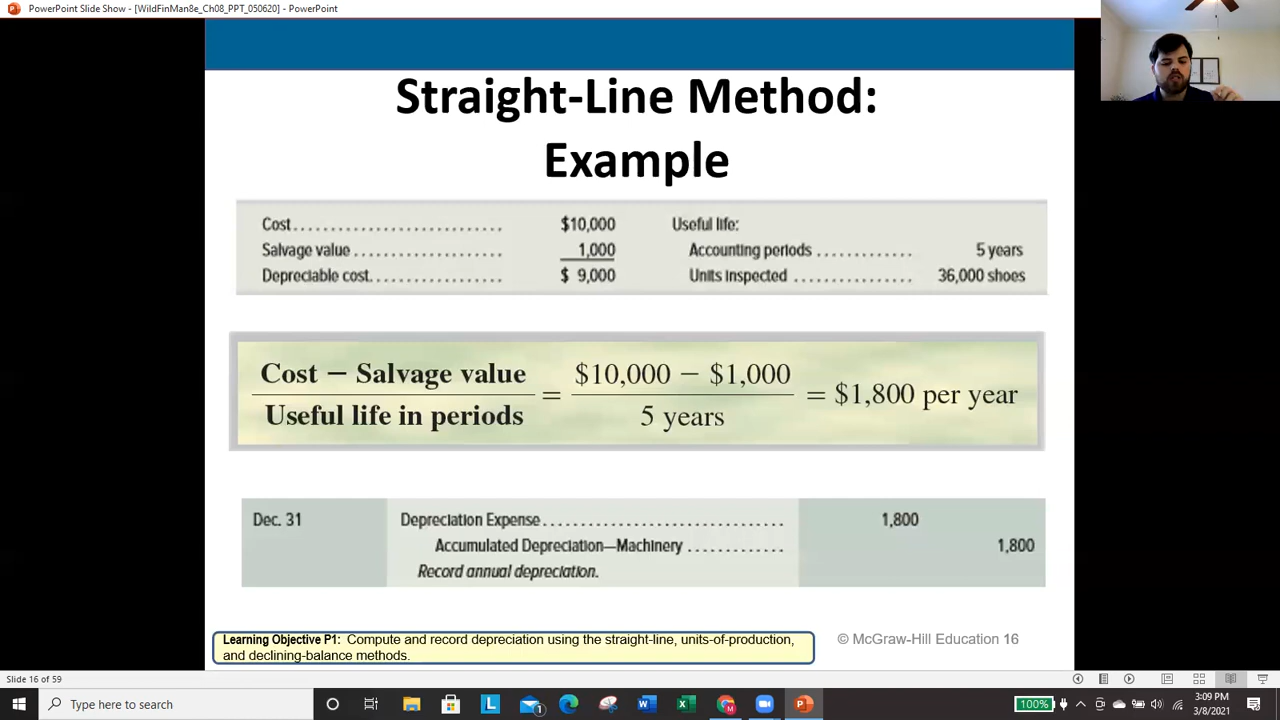 PowerPoint Slide Show - [WildFinMan8e_Ch08_PPT_050620] - PowerPoint
Straight-Line Method:
Example
Cost............................ $10,000 Useful life:
Salvage value.................... 1,000 Accounting periods ............. 5 years
Depreciable cost.................. $ 9,000 Units inspected ................ 36,000 shoes
Cost − Salvage value
Useful life in periods
=
$10,000 − $1,000
5 years
= $1,800 per year
Dec. 31 Depreciation Expense................................ 1,800
Accumulated Depreciation—Machinery ............. 1,800
Record annual depreciation.
Learning Objective P1: Compute and record depreciation using the straight-line, units-of-production,
and declining-balance methods.
© McGraw-Hill Education 16
Slide 16 of 59
Type here to search
L
1
W
X
M
P
100%
3:09 PM
3/8/2021